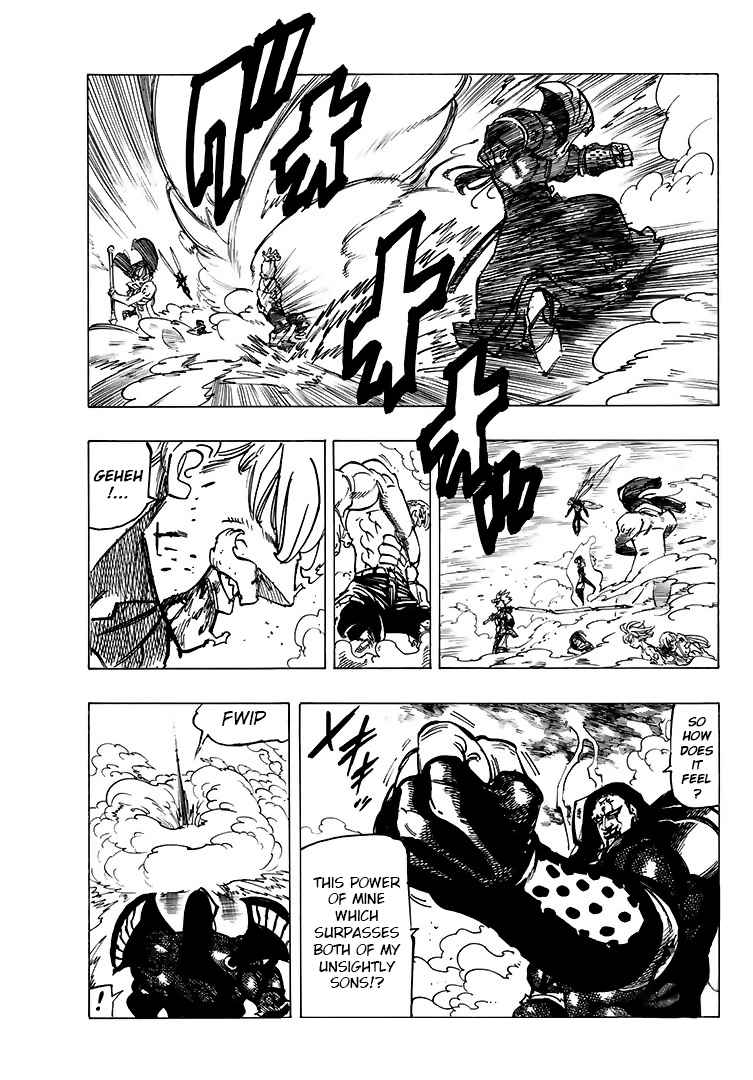 GEHEH
!...
SO
HOW
DOES
IT
FEEL
?
THIS POWER
OF MINE
WHICH
SURPASSES
BOTH OF MY
UNSIGHTLY
SONS!?
FWIP
!